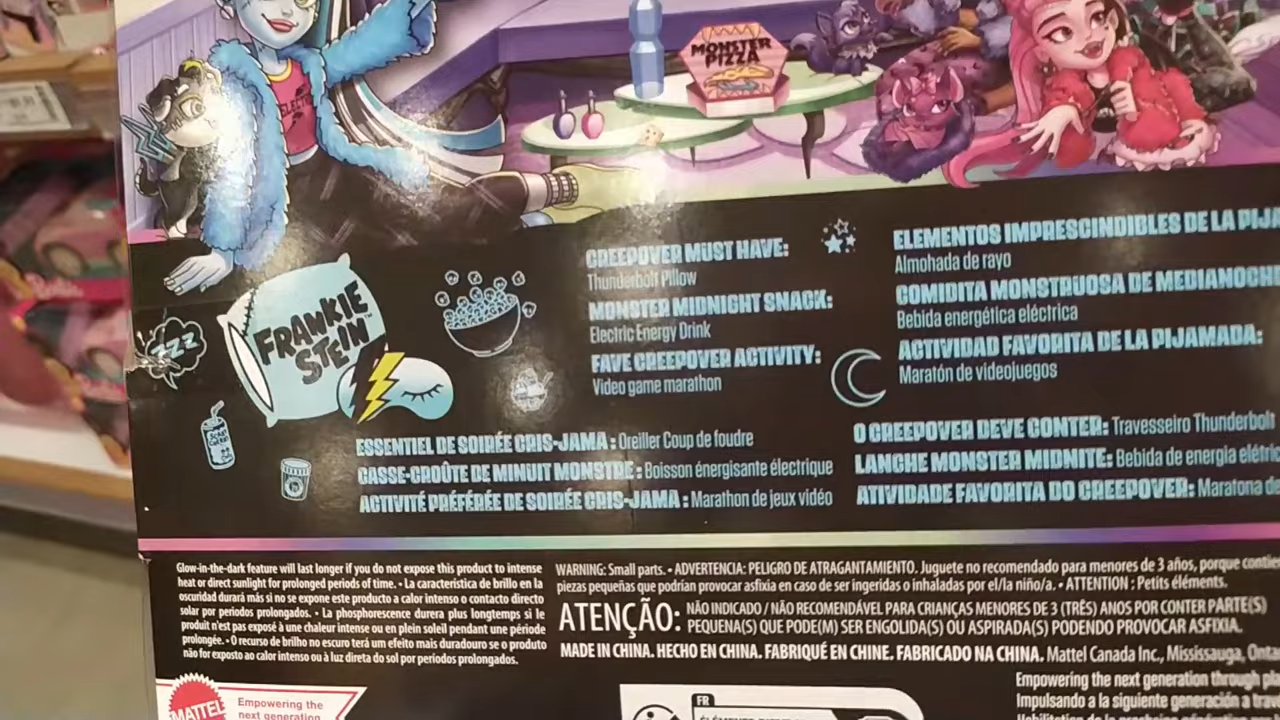 MONSTER
PIZZA
ELECTR
CREEPOVER MUST HAVE:
Thunderbolt Pillow
MONSTER MIDNIGHT SNACK:
Electric Energy Drink
FAVE CREEPOVER ACTIVITY:
Video game marathon
ELEMENTOS IMPRESCINDIBLES DE LA PIJA
Almohada de rayo
COMIDITA MONSTRUOSA DE MEDIANOCHE
Bebida energética eléctrica
ACTIVIDAD FAVORITA DE LA PIJAMADA:
Maratón de videojuegos
ZZZ
FRANKIE
STEIN™
ESSENTIEL DE SOIRÉE CRIS-JAMA : Oreiller Coup de foudre
CASSE-CROÛTE DE MINUIT MONSTRE : Boisson énergisante électrique
ACTIVITÉ PRÉFÉRÉE DE SOIRÉE CRIS-JAMA : Marathon de jeux vidéo
O CREEPOVER DEVE CONTER: Travesseiro Thunderbolt
LANCHE MONSTER MIDNITE: Bebida de energia elétric
ATIVIDADE FAVORITA DO CREEPOVER: Maratona de
Glow-in-the-dark feature will last longer if you do not expose this product to intense
heat or direct sunlight for prolonged periods of time. • La característica de brillo en la
oscuridad durará más si no se expone este producto a calor intenso o contacto directo
solar por periodos prolongados. • La phosphorescence durera plus longtemps si le
produit n'est pas exposé à une chaleur intense ou en plein soleil pendant une période
prolongée. • O recurso de brilho no escuro terá um efeito mais duradouro se o produto
não for exposto ao calor intenso ou à luz direta do sol por períodos prolongados.
WARNING: Small parts. • ADVERTENCIA: PELIGRO DE ATRAGANTAMIENTO. Juguete no recomendado para menores de 3 años, porque contie
piezas pequeñas que podrían provocar asfixia en caso de ser ingeridas o inhaladas por el/la niño/a. • ATTENTION : Petits éléments.
ATENÇÃO: NÃO INDICADO / NÃO RECOMENDÁVEL PARA CRIANÇAS MENORES DE 3 (TRÊS) ANOS POR CONTER PARTE(S)
PEQUENA(S) QUE PODE(M) SER ENGOLIDA(S) OU ASPIRADA(S) PODENDO PROVOCAR ASFIXIA.
MADE IN CHINA. HECHO EN CHINA. FABRIQUÉ EN CHINE. FABRICADO NA CHINA. Mattel Canada Inc., Mississauga, Onta
MATTEL
Empowering the
next generation
FR
Empowering the next generation through pla
Impulsando a la siguiente generación a trav